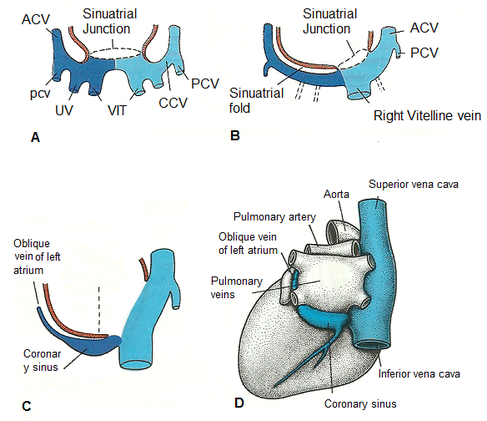 ACV
Sinuatrial
Junction
pcv
UV
VIT
CCV
PCV
A
Sinuatrial
Junction
ACV
PCV
Sinuatrial
fold
Right Vitelline vein
B
Oblique
vein of left
atrium
Coronar
y sinus
C
Superior vena cava
Aorta
Pulmonary artery
Oblique vein
of left atrium
Pulmonary
veins
Inferior vena cava
Coronary sinus
D